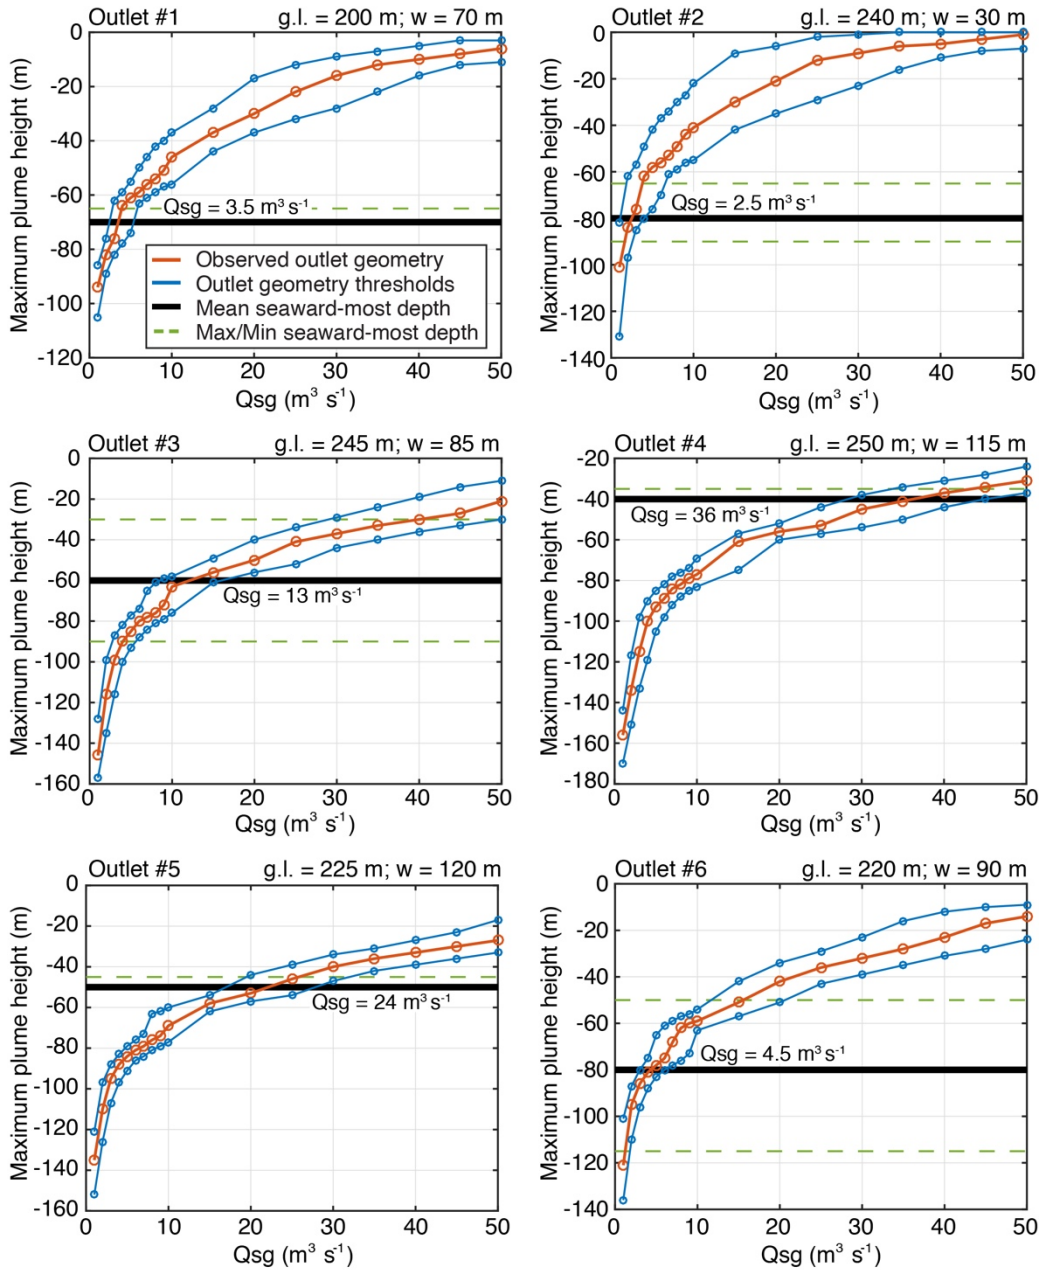 Outlet #1 g.l. = 200 m; w = 70 m
Maximum plume height (m)
0
-20
-40
-60
-80
-100
-120
Qsg = 3.5 m³ s⁻¹
Observed outlet geometry
Outlet geometry thresholds
Mean seaward-most depth
Max/Min seaward-most depth
0 10 20 30 40 50
Qsg (m³ s⁻¹)
Outlet #2 g.l. = 240 m; w = 30 m
Maximum plume height (m)
0
-20
-40
-60
-80
-100
-120
-140
Qsg = 2.5 m³ s⁻¹
0 10 20 30 40 50
Qsg (m³ s⁻¹)
Outlet #3 g.l. = 245 m; w = 85 m
Maximum plume height (m)
0
-20
-40
-60
-80
-100
-120
-140
-160
Qsg = 13 m³ s⁻¹
0 10 20 30 40 50
Qsg (m³ s⁻¹)
Outlet #4 g.l. = 250 m; w = 115 m
Maximum plume height (m)
-20
-40
-60
-80
-100
-120
-140
-160
-180
Qsg = 36 m³ s⁻¹
0 10 20 30 40 50
Qsg (m³ s⁻¹)
Outlet #5 g.l. = 225 m; w = 120 m
Maximum plume height (m)
0
-20
-40
-60
-80
-100
-120
-140
-160
Qsg = 24 m³ s⁻¹
0 10 20 30 40 50
Qsg (m³ s⁻¹)
Outlet #6 g.l. = 220 m; w = 90 m
Maximum plume height (m)
0
-20
-40
-60
-80
-100
-120
-140
Qsg = 4.5 m³ s⁻¹
0 10 20 30 40 50
Qsg (m³ s⁻¹)